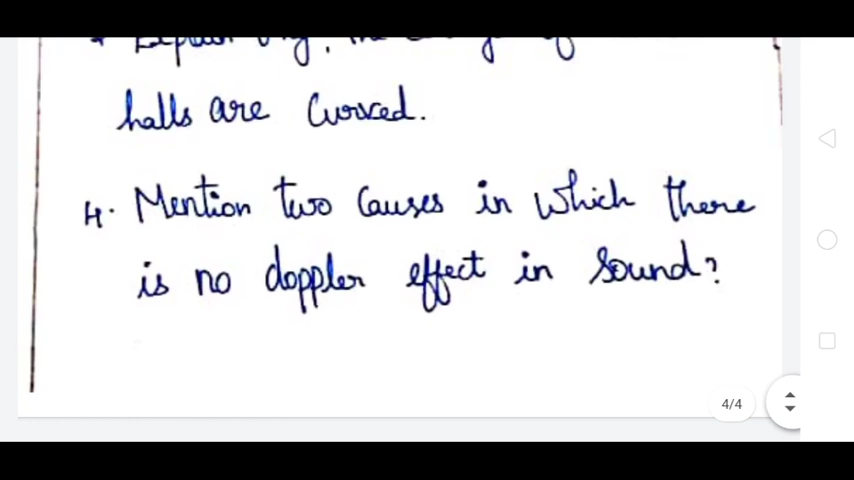 halls are Curved.
4. Mention two Causes in which there
is no doppler effect in Sound?
4/4